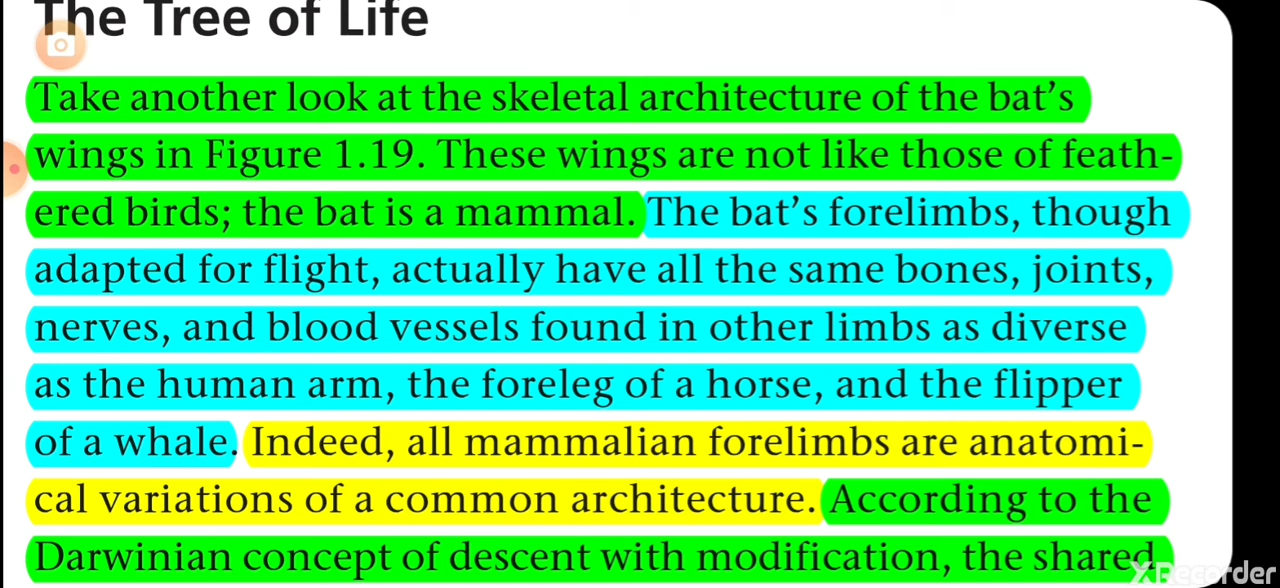 The Tree of Life
Take another look at the skeletal architecture of the bat’s
wings in Figure 1.19. These wings are not like those of feath-
ered birds; the bat is a mammal. The bat’s forelimbs, though
adapted for flight, actually have all the same bones, joints,
nerves, and blood vessels found in other limbs as diverse
as the human arm, the foreleg of a horse, and the flipper
of a whale. Indeed, all mammalian forelimbs are anatomi-
cal variations of a common architecture. According to the
Darwinian concept of descent with modification, the shared
XRecorder